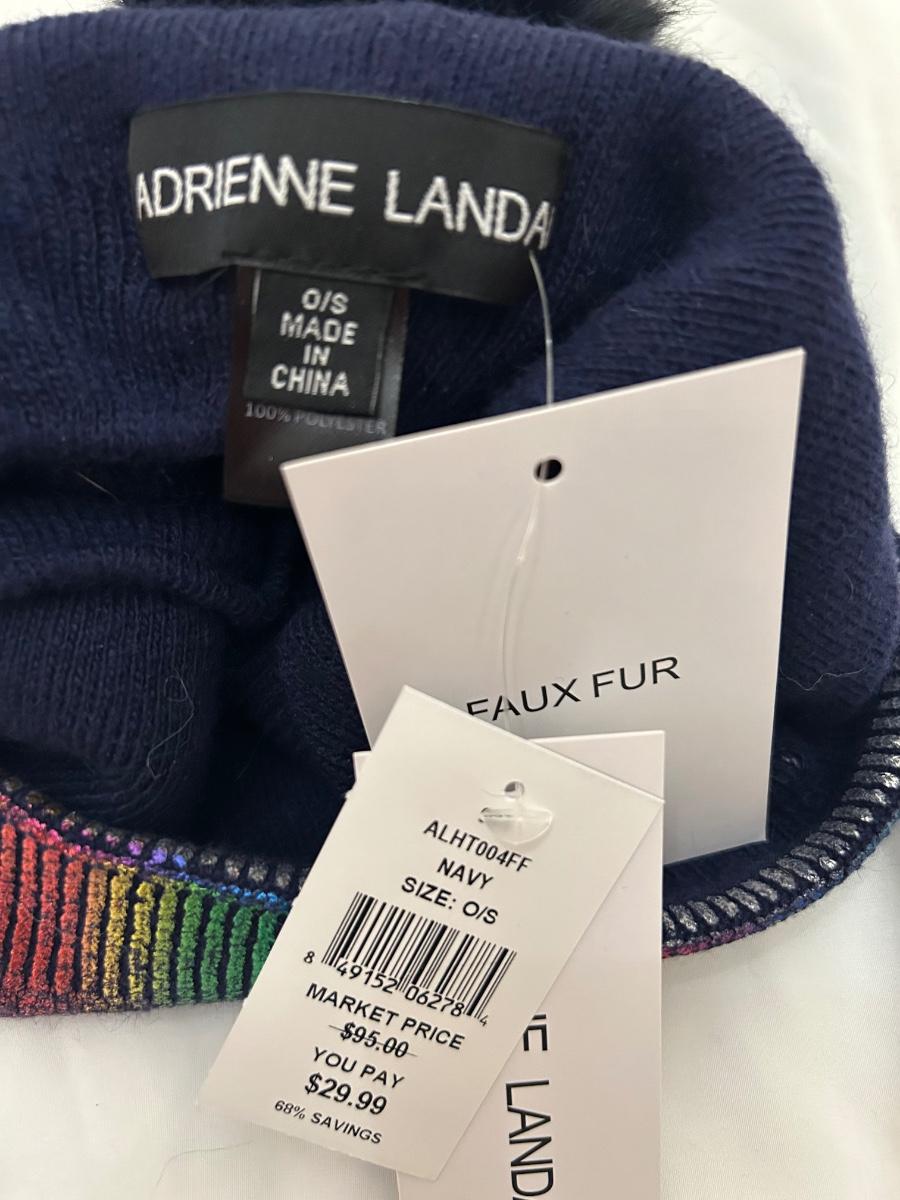 ADRIENNE LANDA
O/S
MADE
IN
CHINA
100% POLYESTER
FAUX FUR
ALHT004FF
NAVY
SIZE: O/S
8 49152 06278 4
MARKET PRICE
$95.00
YOU PAY
$29.99
68% SAVINGS
NE LAND